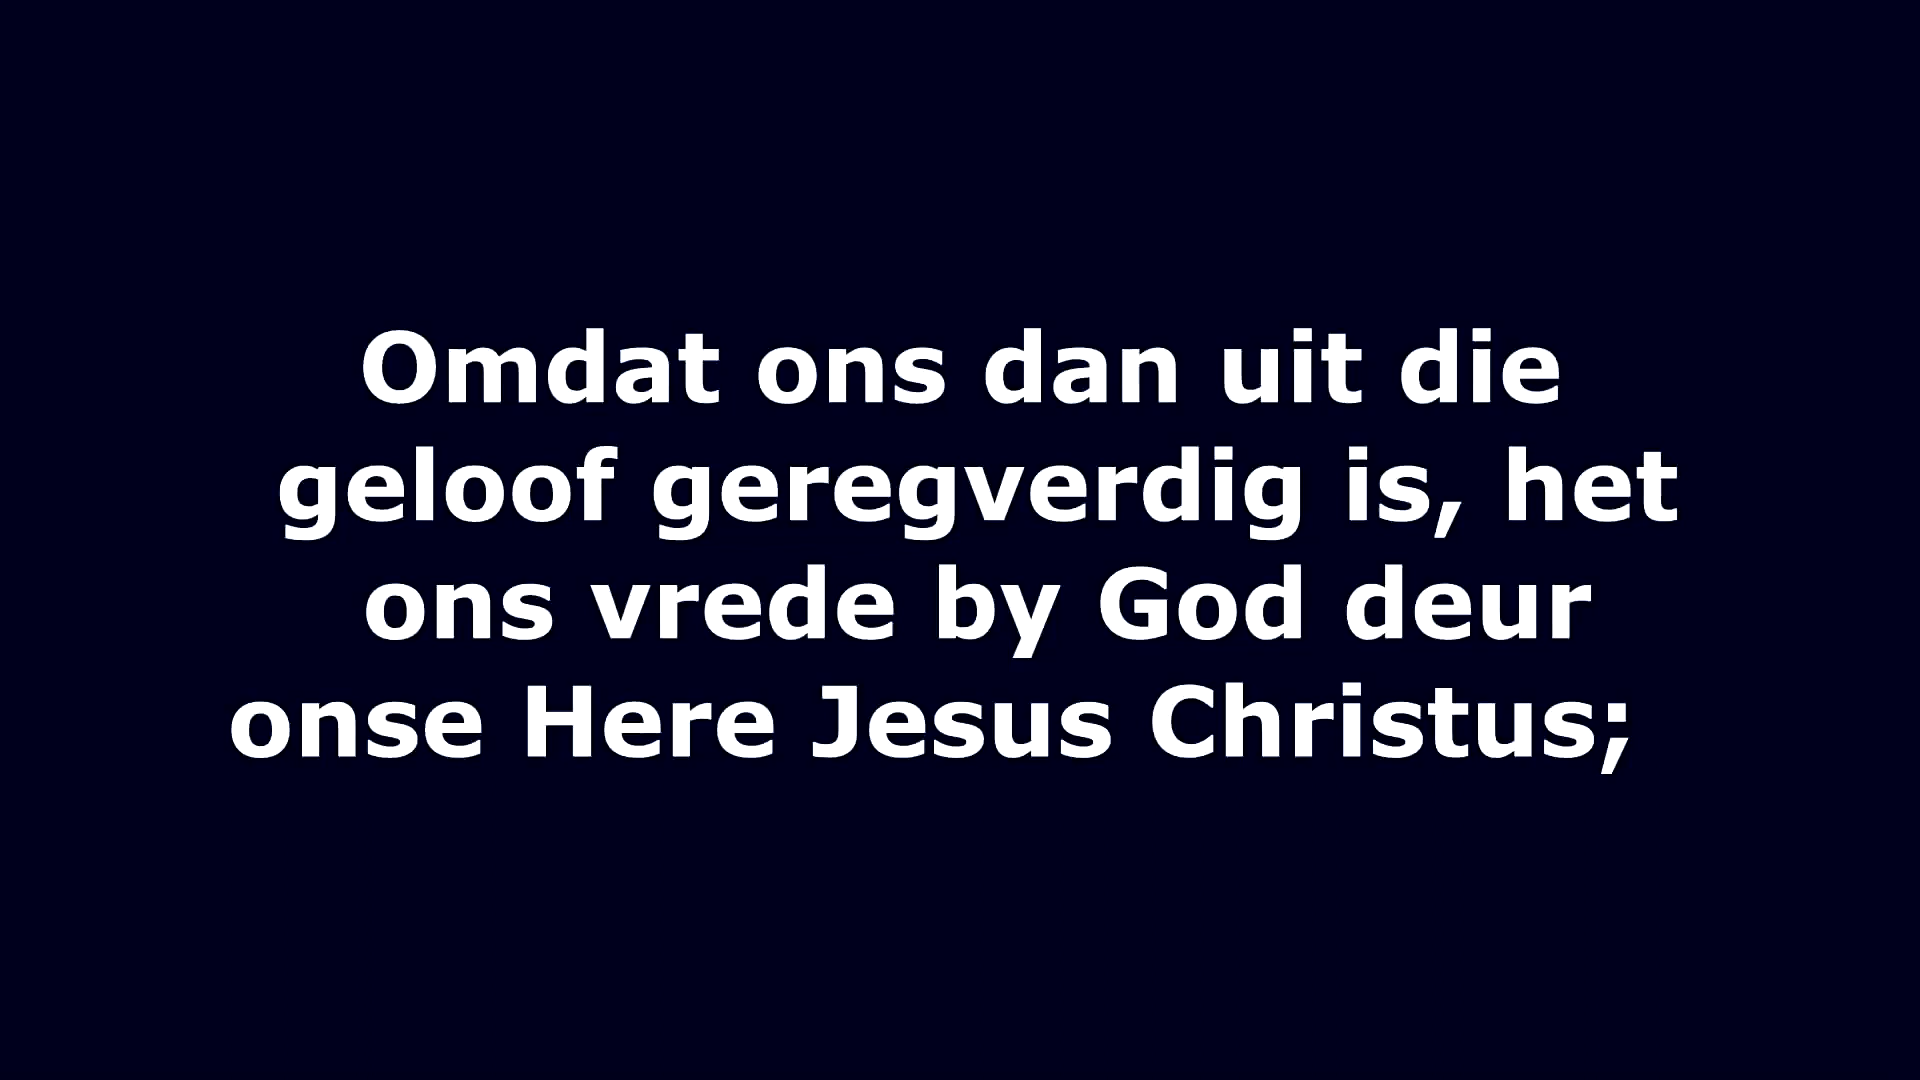 Omdat ons dan uit die
geloof geregverdig is, het
ons vrede by God deur
onse Here Jesus Christus;